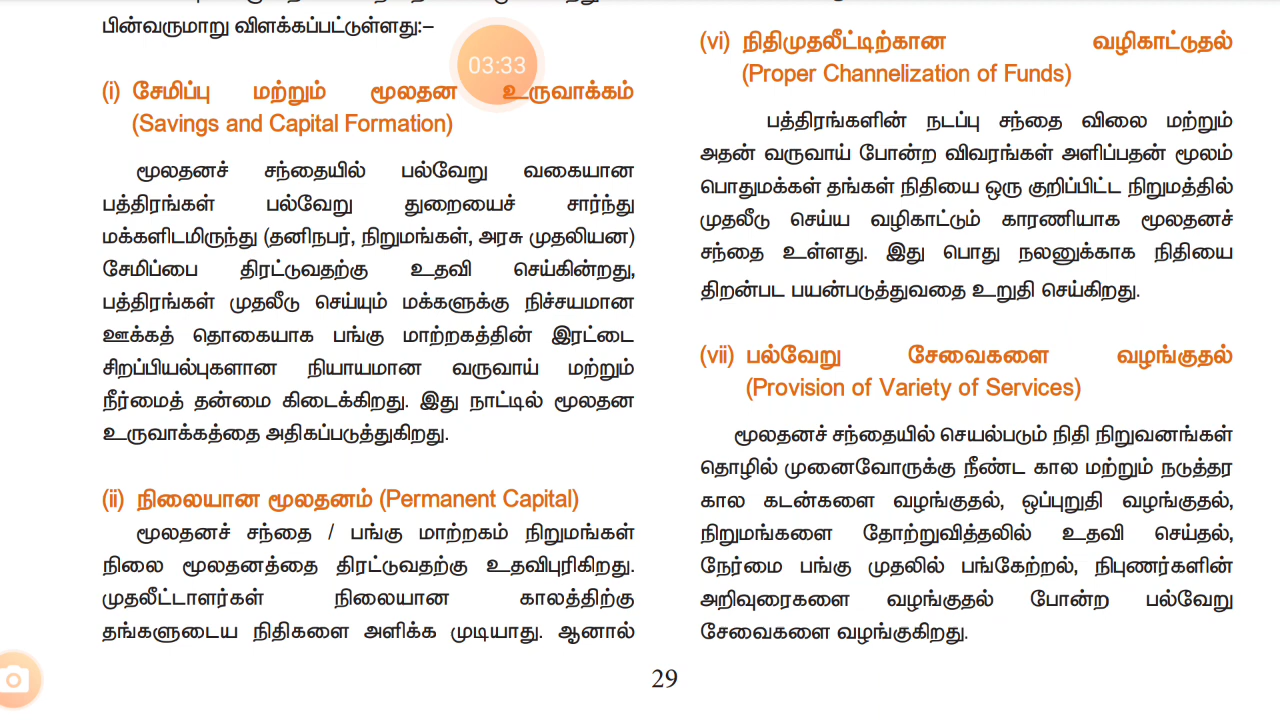 பின்வருமாறு விளக்கப்பட்டுள்ளது:–
03:33
(i) சேமிப்பு மற்றும் மூலதன உருவாக்கம்
(Savings and Capital Formation)
மூலதனச் சந்தையில் பல்வேறு வகையான
பத்திரங்கள் பல்வேறு துறையைச் சார்ந்து
மக்களிடமிருந்து (தனிநபர், நிறுமங்கள், அரசு முதலியன)
சேமிப்பை திரட்டுவதற்கு உதவி செய்கின்றது,
பத்திரங்கள் முதலீடு செய்யும் மக்களுக்கு நிச்சயமான
ஊக்கத் தொகையாக பங்கு மாற்றகத்தின் இரட்டை
சிறப்பியல்புகளான நியாயமான வருவாய் மற்றும்
நீர்மைத் தன்மை கிடைக்கிறது. இது நாட்டில் மூலதன
உருவாக்கத்தை அதிகப்படுத்துகிறது.
(ii) நிலையான மூலதனம் (Permanent Capital)
மூலதனச் சந்தை / பங்கு மாற்றகம் நிறுமங்கள்
நிலை மூலதனத்தை திரட்டுவதற்கு உதவிபுரிகிறது.
முதலீட்டாளர்கள் நிலையான காலத்திற்கு
தங்களுடைய நிதிகளை அளிக்க முடியாது. ஆனால்
(vi) நிதிமுதலீட்டிற்கான வழிகாட்டுதல்
(Proper Channelization of Funds)
பத்திரங்களின் நடப்பு சந்தை விலை மற்றும்
அதன் வருவாய் போன்ற விவரங்கள் அளிப்பதன் மூலம்
பொதுமக்கள் தங்கள் நிதியை ஒரு குறிப்பிட்ட நிறுமத்தில்
முதலீடு செய்ய வழிகாட்டும் காரணியாக மூலதனச்
சந்தை உள்ளது. இது பொது நலனுக்காக நிதியை
திறன்பட பயன்படுத்துவதை உறுதி செய்கிறது.
(vii) பல்வேறு சேவைகளை வழங்குதல்
(Provision of Variety of Services)
மூலதனச் சந்தையில் செயல்படும் நிதி நிறுவனங்கள்
தொழில் முனைவோருக்கு நீண்ட கால மற்றும் நடுத்தர
கால கடன்களை வழங்குதல், ஒப்புறுதி வழங்குதல்,
நிறுமங்களை தோற்றுவித்தலில் உதவி செய்தல்,
நேர்மை பங்கு முதலில் பங்கேற்றல், நிபுணர்களின்
அறிவுரைகளை வழங்குதல் போன்ற பல்வேறு
சேவைகளை வழங்குகிறது.
29